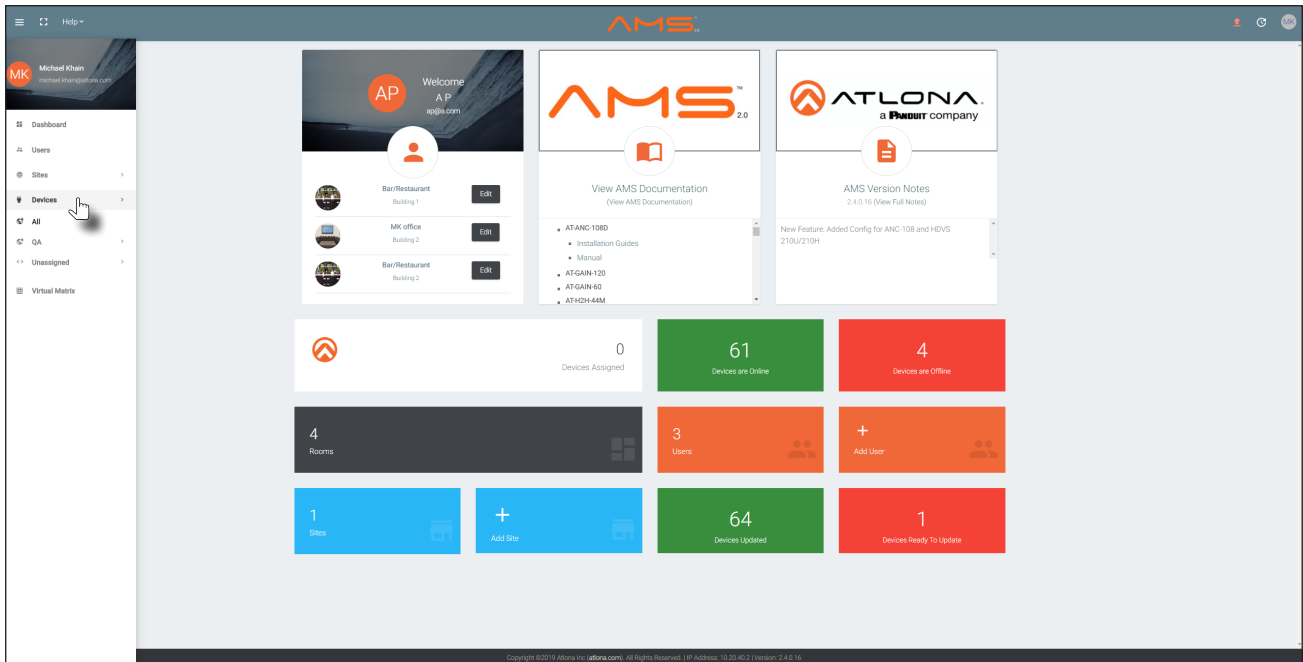 Help
AMS
2.0
MK
MK
Michael Khain
michael.khain@atlona.com
Dashboard
Users
Sites
Devices
All
QA
Unassigned
Virtual Matrix
AP
Welcome
A P
ap@a.com
Bar/Restaurant
Building 1
Edit
MK office
Building 2
Edit
Bar/Restaurant
Building 2
Edit
AMS™
2.0
View AMS Documentation
(View AMS Documentation)
AT-ANC-108D
Installation Guides
Manual
AT-GAIN-120
AT-GAIN-60
AT-H2H-44M
ATLONA.
a PANDUIT company
AMS Version Notes
2.4.0.16 (View Full Notes)
New Feature: Added Config for ANC-108 and HDVS
210U/210H
0
Devices Assigned
61
Devices are Online
4
Devices are Offline
4
Rooms
3
Users
+
Add User
1
Sites
+
Add Site
64
Devices Updated
1
Devices Ready To Update
Copyright ©2019 Atlona Inc (atlona.com). All Rights Reserved. | IP Address: 10.20.40.2 | Version: 2.4.0.16